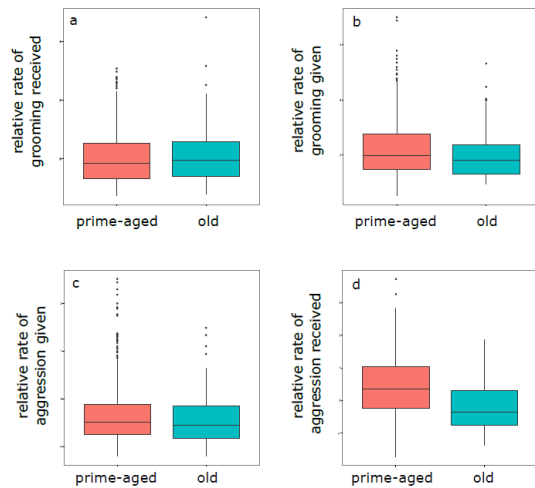 a
relative rate of
grooming received
prime-aged
old
b
relative rate of
grooming given
prime-aged
old
c
relative rate of
aggression given
prime-aged
old
d
relative rate of
aggression received
prime-aged
old